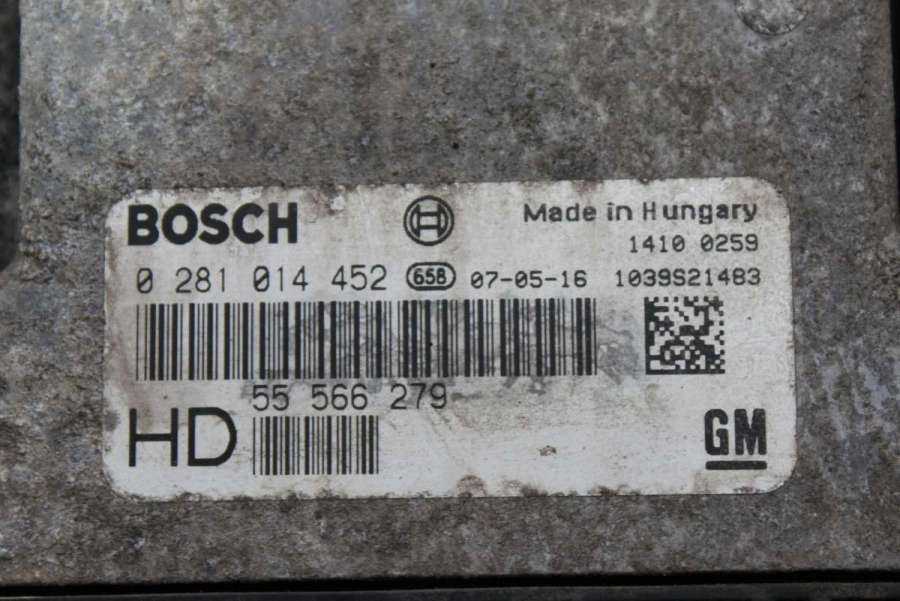 BOSCH Made in Hungary
1410 0259
0 281 014 452 658 07-05-16 1039S21483
55 566 279
HD GM